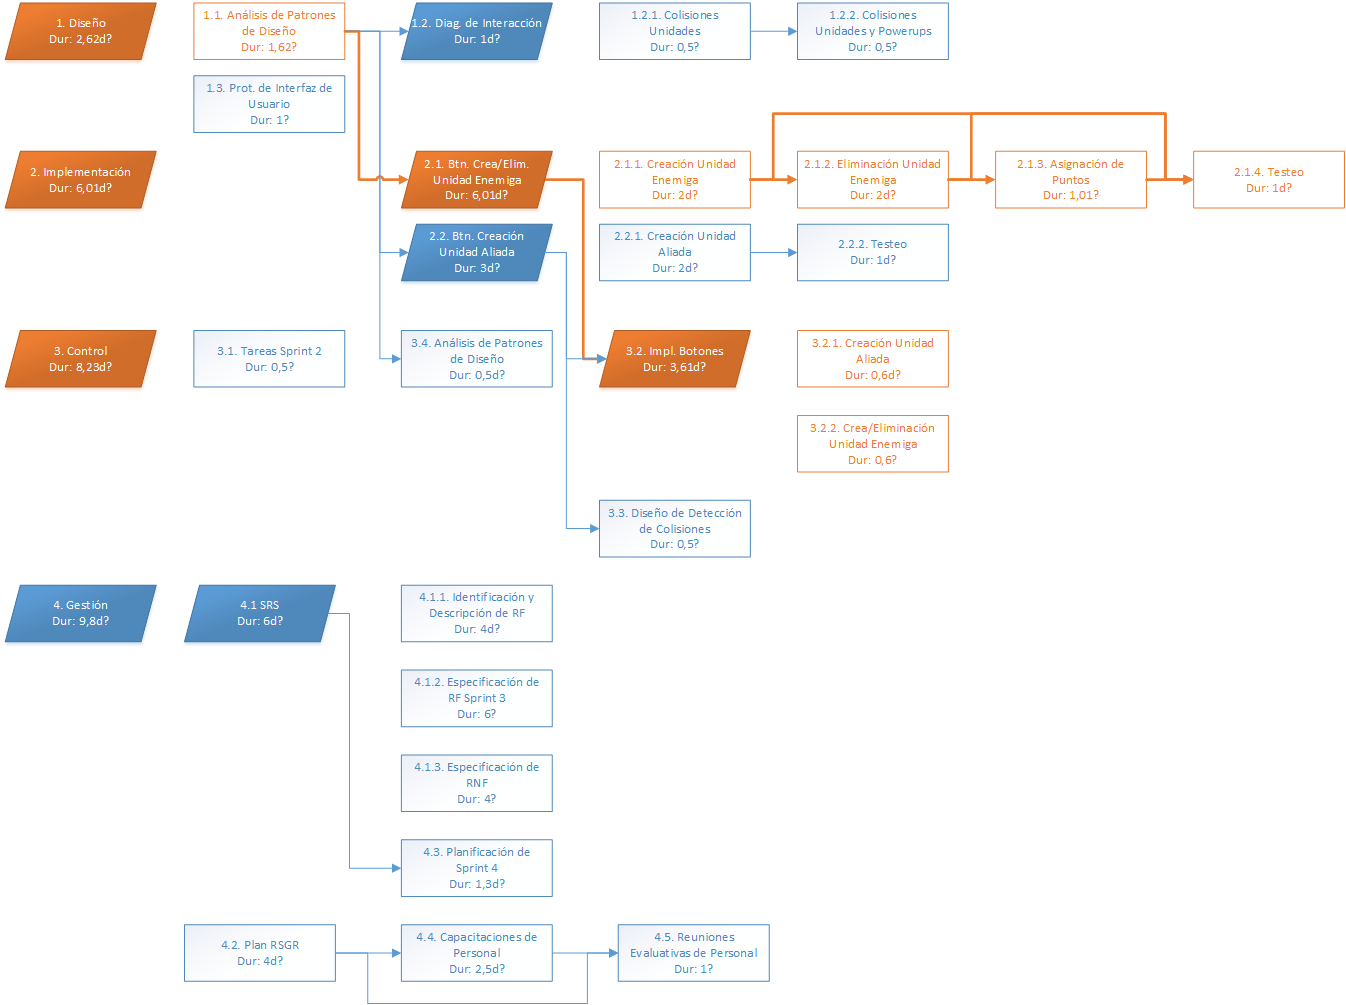 1. Diseño
Dur: 2,62d?
1.1. Análisis de Patrones
de Diseño
Dur: 1,62?
1.2. Diag. de Interacción
Dur: 1d?
1.2.1. Colisiones
Unidades
Dur: 0,5?
1.2.2. Colisiones
Unidades y Powerups
Dur: 0,5?
1.3. Prot. de Interfaz de
Usuario
Dur: 1?
2. Implementación
Dur: 6,01d?
2.1. Btn. Crea/Elim.
Unidad Enemiga
Dur: 6,01d?
2.1.1. Creación Unidad
Enemiga
Dur: 2d?
2.1.2. Eliminación Unidad
Enemiga
Dur: 2d?
2.1.3. Asignación de
Puntos
Dur: 1,01?
2.1.4. Testeo
Dur: 1d?
2.2. Btn. Creación
Unidad Aliada
Dur: 3d?
2.2.1. Creación Unidad
Aliada
Dur: 2d?
2.2.2. Testeo
Dur: 1d?
3. Control
Dur: 8,23d?
3.1. Tareas Sprint 2
Dur: 0,5?
3.4. Análisis de Patrones
de Diseño
Dur: 0,5d?
3.2. Impl. Botones
Dur: 3,61d?
3.2.1. Creación Unidad
Aliada
Dur: 0,6d?
3.2.2. Crea/Eliminación
Unidad Enemiga
Dur: 0,6?
3.3. Diseño de Detección
de Colisiones
Dur: 0,5?
4. Gestión
Dur: 9,8d?
4.1 SRS
Dur: 6d?
4.1.1. Identificación y
Descripción de RF
Dur: 4d?
4.1.2. Especificación de
RF Sprint 3
Dur: 6?
4.1.3. Especificación de
RNF
Dur: 4?
4.3. Planificación de
Sprint 4
Dur: 1,3d?
4.2. Plan RSGR
Dur: 4d?
4.4. Capacitaciones de
Personal
Dur: 2,5d?
4.5. Reuniones
Evaluativas de Personal
Dur: 1?